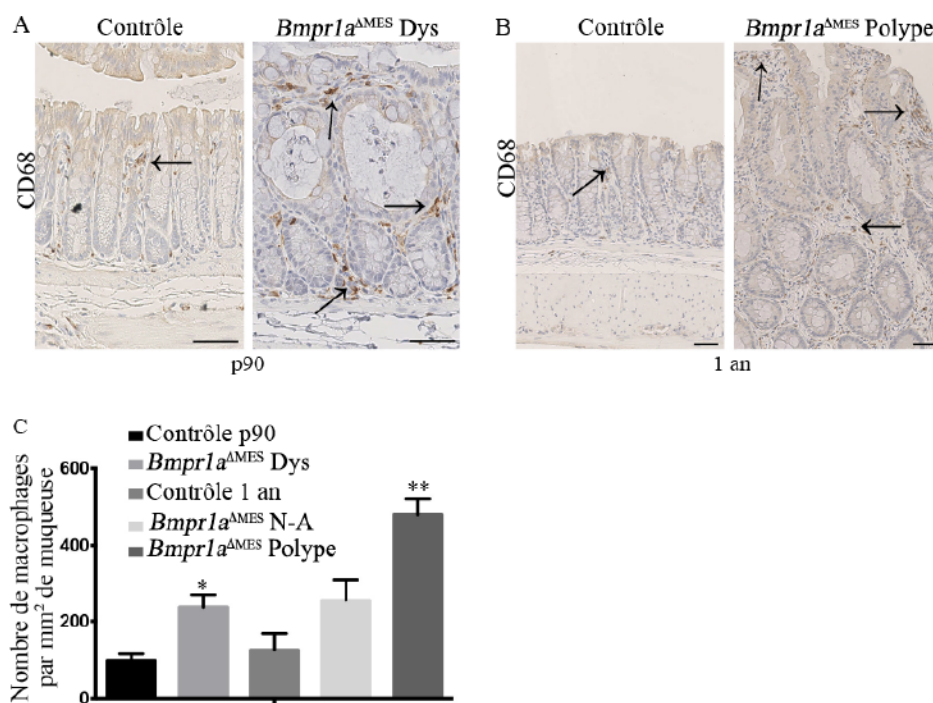 A
Contrôle
Bmpr1aΔMES Dys
CD68
p90
B
Contrôle
Bmpr1aΔMES Polype
CD68
1 an
C
Contrôle p90
Bmpr1aΔMES Dys
Contrôle 1 an
Bmpr1aΔMES N-A
Bmpr1aΔMES Polype
Nombre de macrophages
par mm² de muqueuse
600
400
200
0
*
**